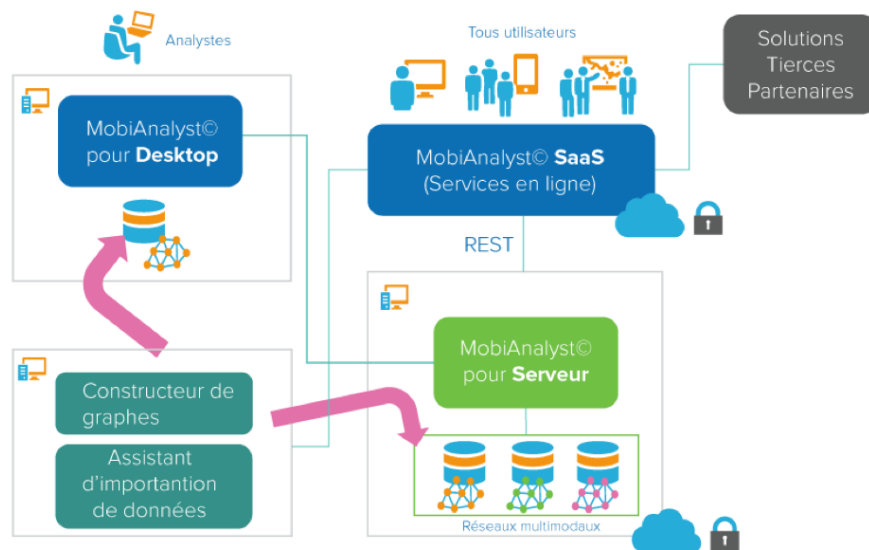 Analystes
MobiAnalyst©
pour Desktop
Tous utilisateurs
MobiAnalyst© SaaS
(Services en ligne)
Solutions
Tierces
Partenaires
REST
MobiAnalyst©
pour Serveur
Réseaux multimodaux
Constructeur de
graphes
Assistant
d'importantion
de données